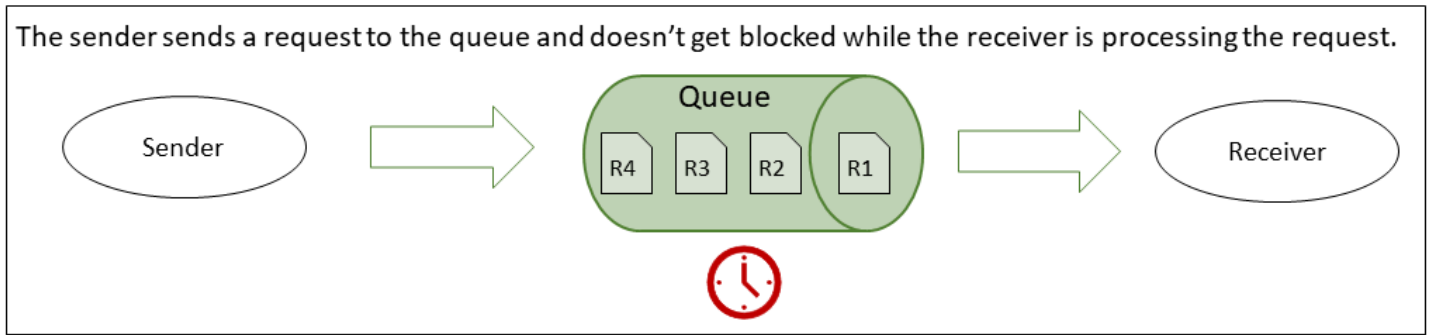 The sender sends a request to the queue and doesn’t get blocked while the receiver is processing the request.
Queue
Sender
R4
R3
R2
R1
Receiver